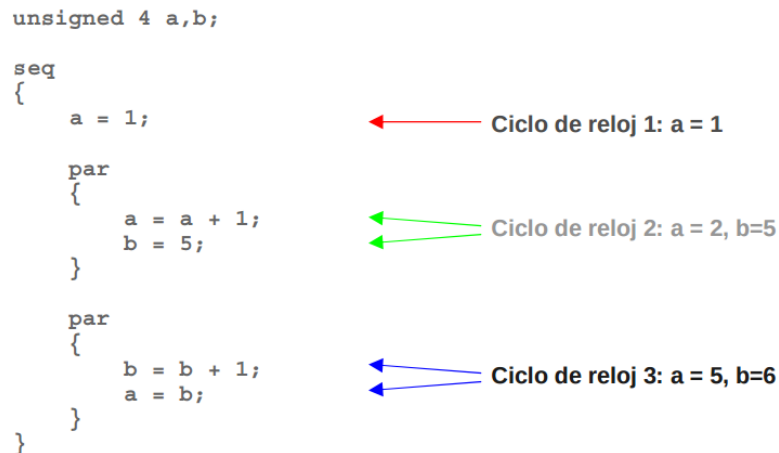 unsigned 4 a,b;
seq
{
a = 1;
Ciclo de reloj 1: a = 1
par
{
a = a + 1;
b = 5;
Ciclo de reloj 2: a = 2, b=5
}
par
{
b = b + 1;
a = b;
Ciclo de reloj 3: a = 5, b=6
}
}